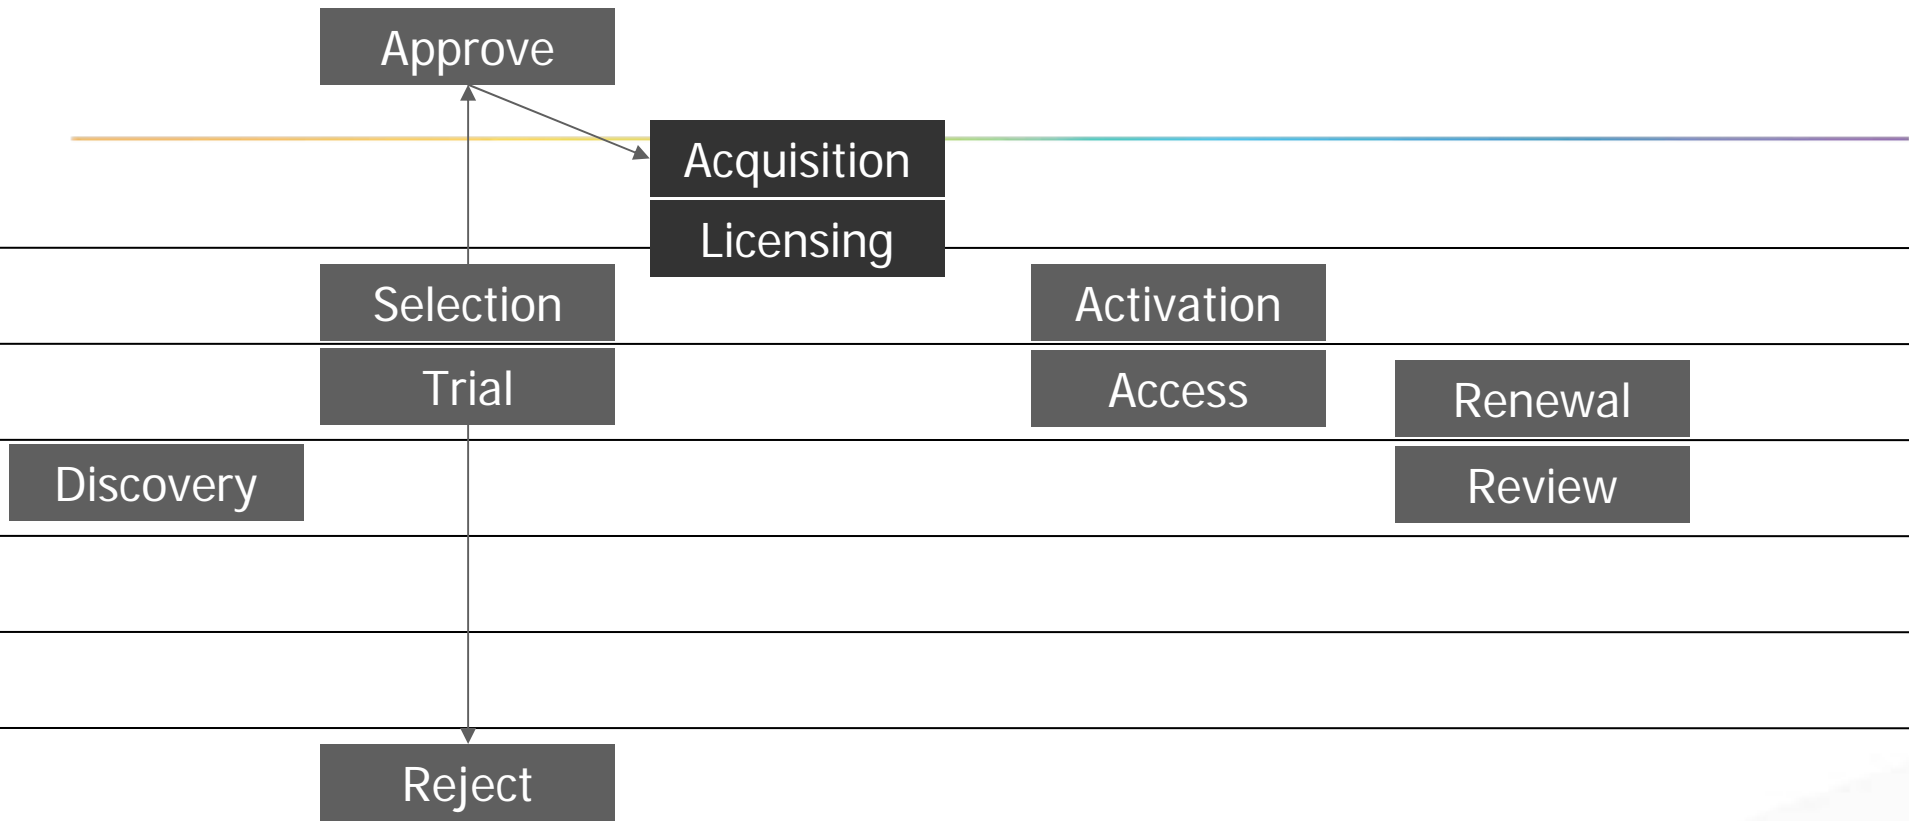 Approve
Acquisition
Licensing
Selection
Activation
Trial
Access
Renewal
Discovery
Review
Reject